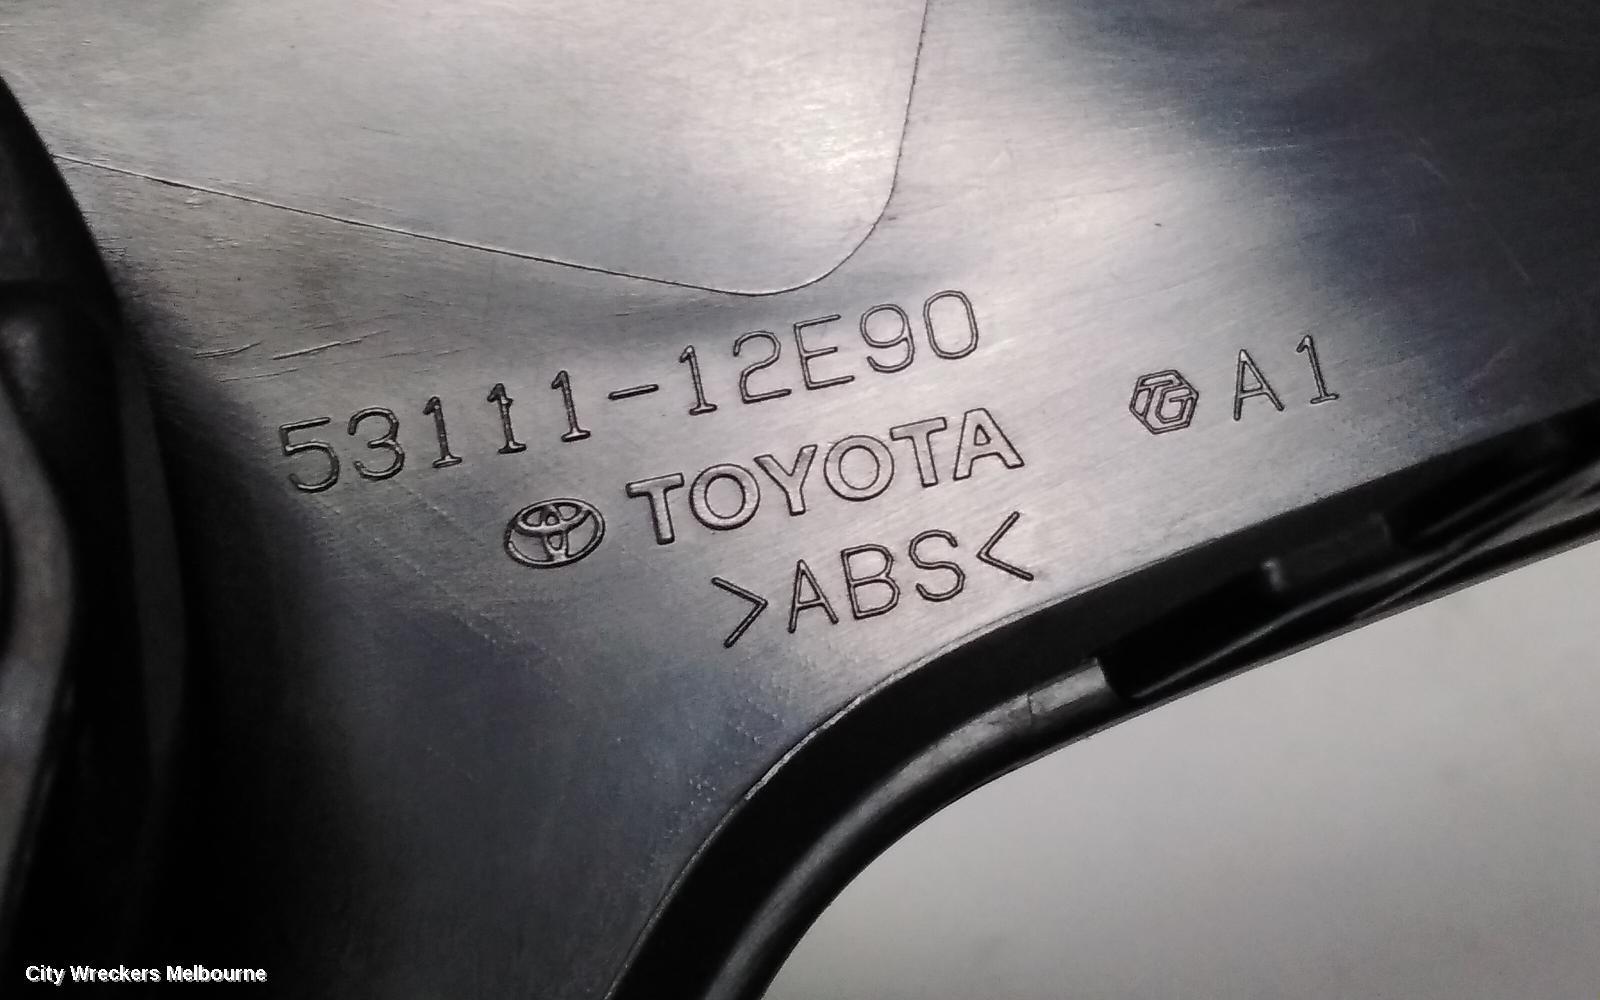 53111-12E90
TOYOTA
TG A1
>ABS<
City Wreckers Melbourne